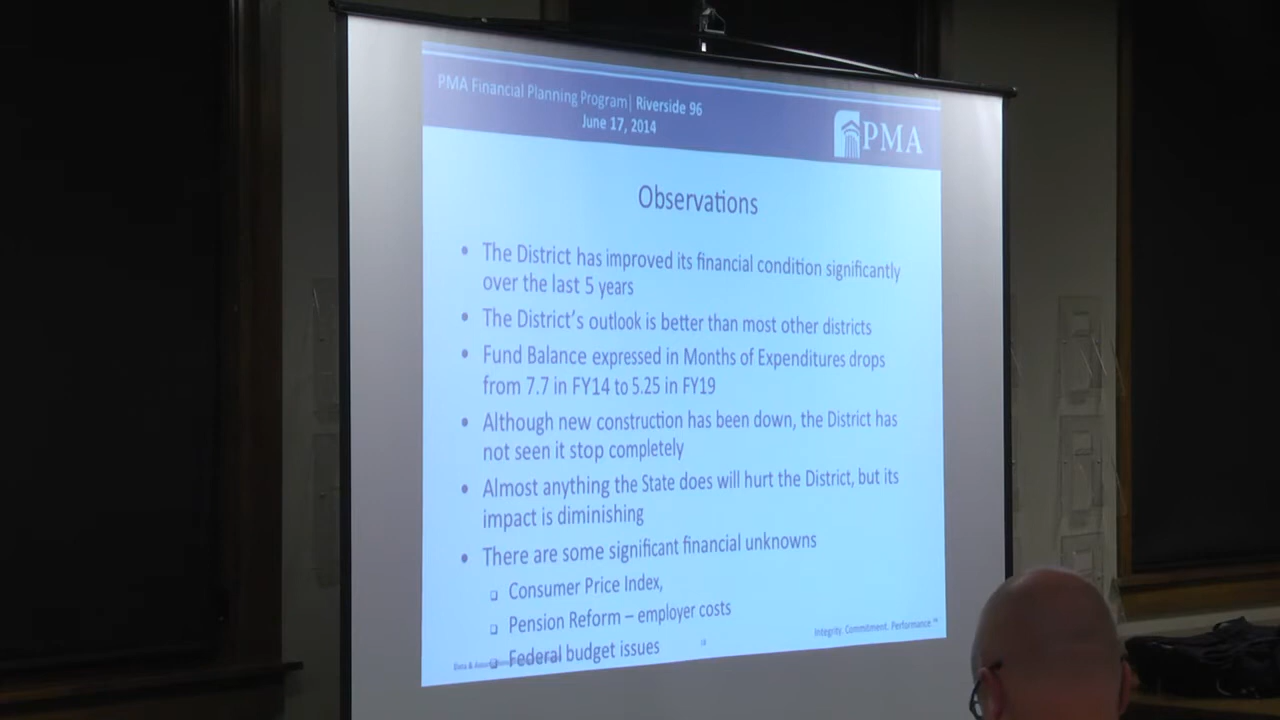 PMA Financial Planning Program| Riverside 96
June 17, 2014
PMA
Observations
• The District has improved its financial condition significantly
over the last 5 years
• The District's outlook is better than most other districts
• Fund Balance expressed in Months of Expenditures drops
from 7.7 in FY14 to 5.25 in FY19
• Although new construction has been down, the District has
not seen it stop completely
• Almost anything the State does will hurt the District, but its
impact is diminishing
• There are some significant financial unknowns
❑ Consumer Price Index,
❑ Pension Reform – employer costs
❑ Federal budget issues
Integrity. Commitment. Performance.™
Data &